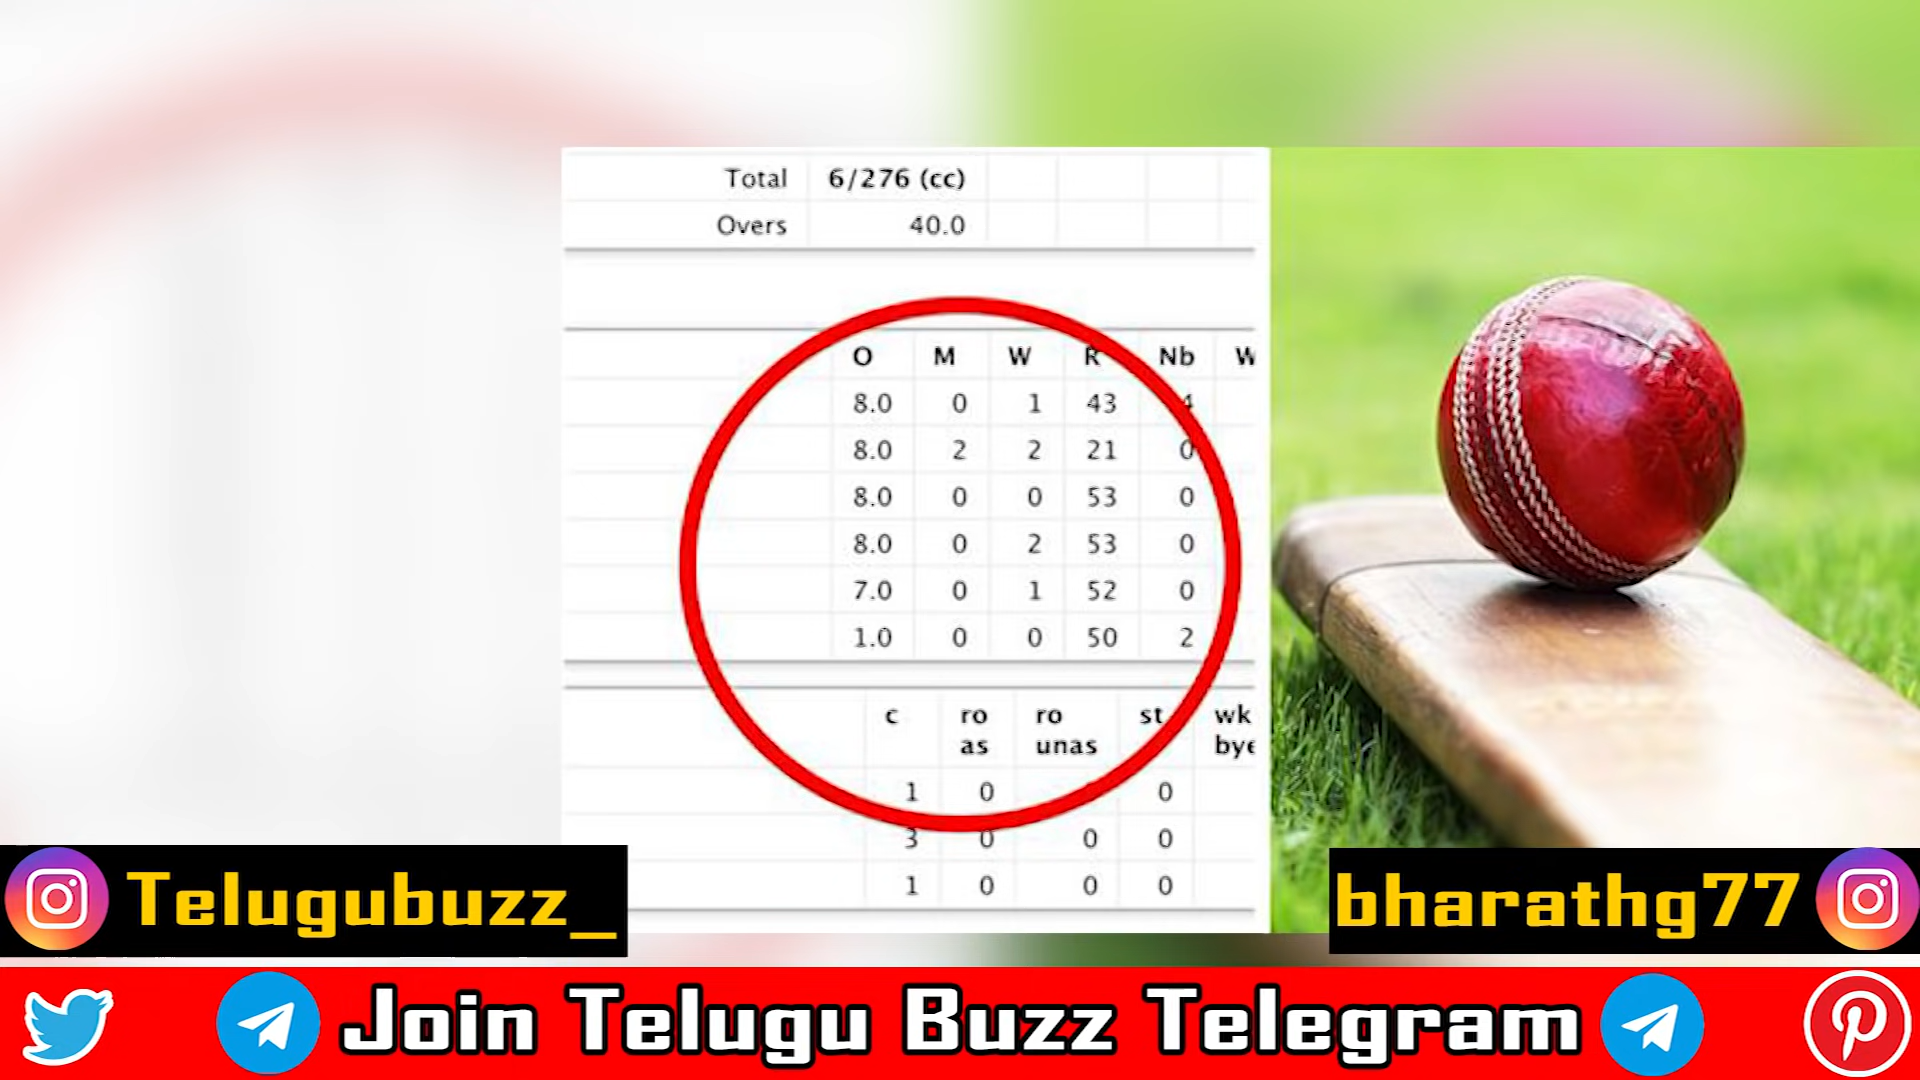 Total 6/276 (cc)
Overs 40.0
O M W R Nb W
8.0 0 1 43 4
8.0 2 2 21 0
8.0 0 0 53 0
8.0 0 2 53 0
7.0 0 1 52 0
1.0 0 0 50 2
c ro ro st wk
as unas bye
1 0 0
3 0 0 0
1 0 0 0
Telugubuzz_
bharathg77
Join Telugu Buzz Telegram